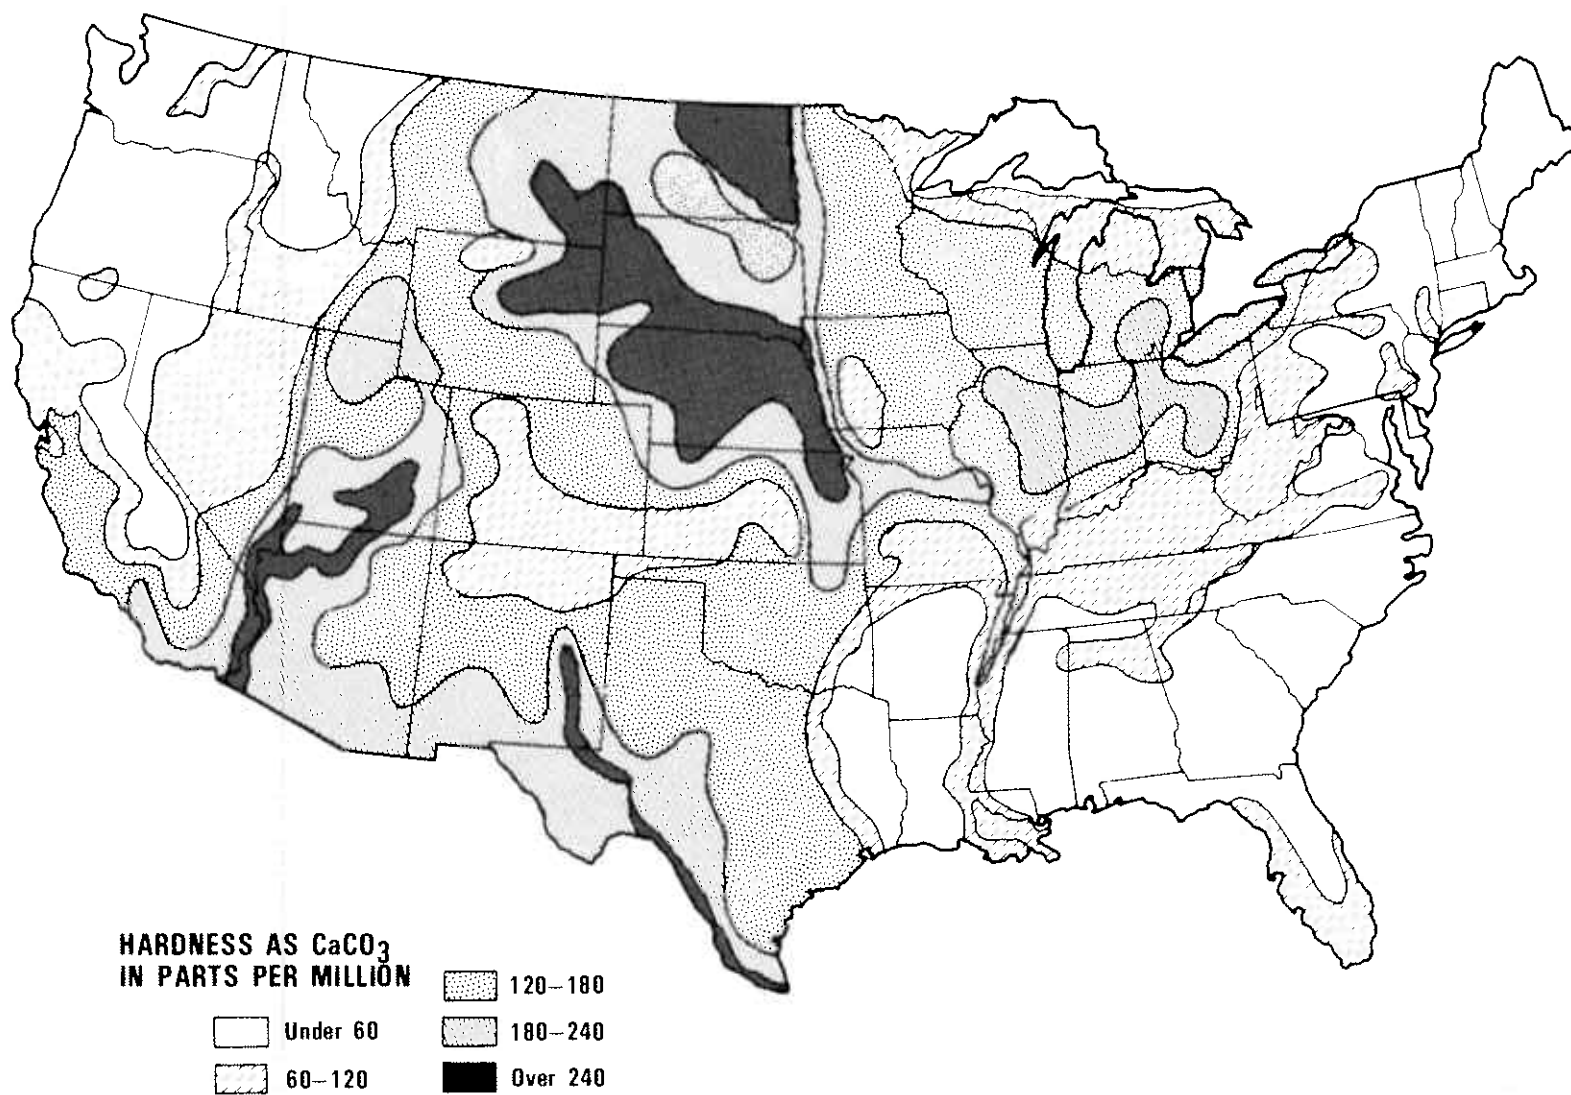 HARDNESS AS CaCO3
IN PARTS PER MILLION
Under 60
60–120
120–180
180–240
Over 240